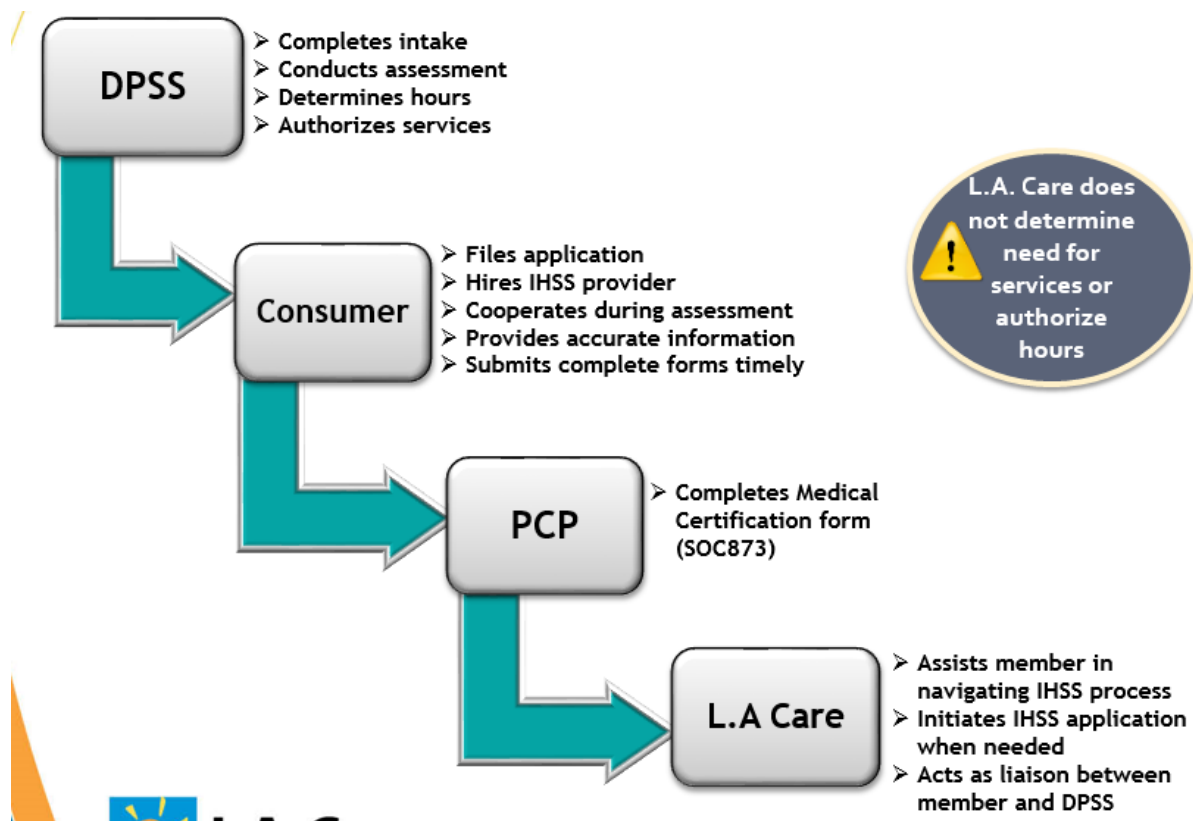 DPSS
➢ Completes intake
➢ Conducts assessment
➢ Determines hours
➢ Authorizes services
L.A. Care does
not determine
need for
services or
authorize
hours
!
Consumer
➢ Files application
➢ Hires IHSS provider
➢ Cooperates during assessment
➢ Provides accurate information
➢ Submits complete forms timely
PCP
➢ Completes Medical
Certification form
(SOC873)
L.A Care
➢ Assists member in
navigating IHSS process
➢ Initiates IHSS application
when needed
➢ Acts as liaison between
member and DPSS